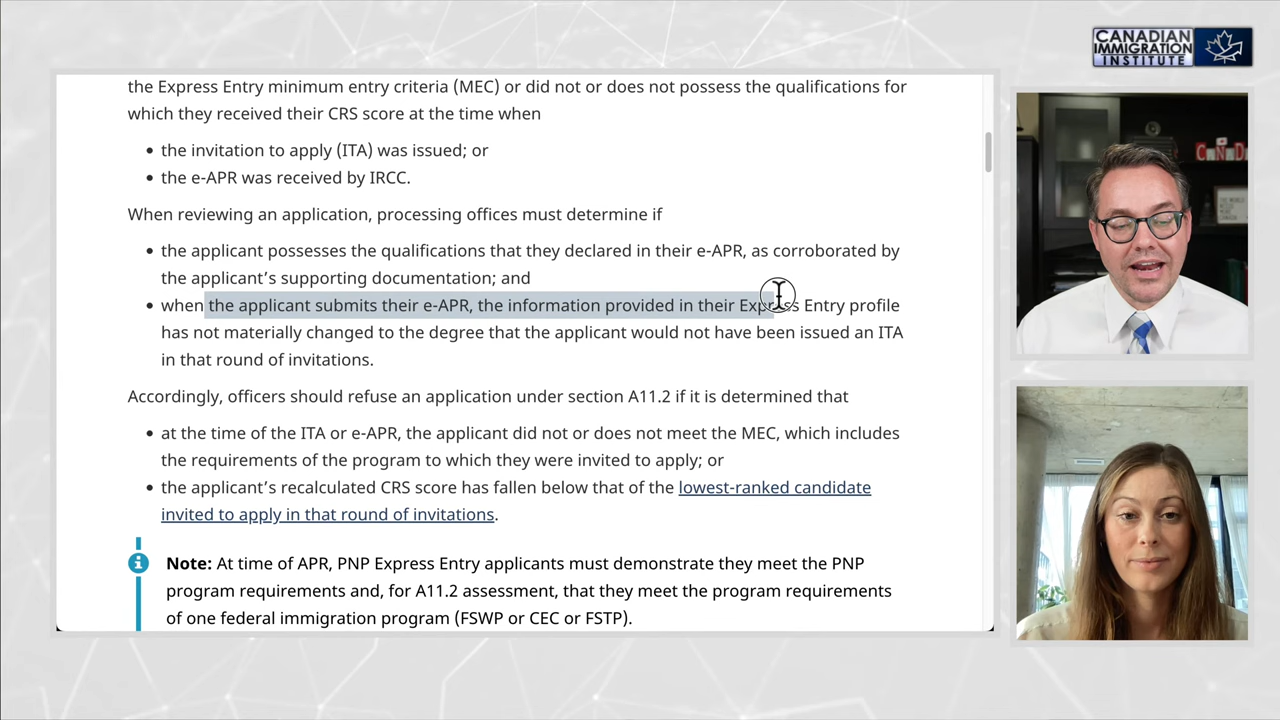 CANADIAN
IMMIGRATION
INSTITUTE
the Express Entry minimum entry criteria (MEC) or did not or does not possess the qualifications for
which they received their CRS score at the time when
• the invitation to apply (ITA) was issued; or
• the e-APR was received by IRCC.
When reviewing an application, processing offices must determine if
• the applicant possesses the qualifications that they declared in their e-APR, as corroborated by
the applicant’s supporting documentation; and
• when the applicant submits their e-APR, the information provided in their Express Entry profile
has not materially changed to the degree that the applicant would not have been issued an ITA
in that round of invitations.
Accordingly, officers should refuse an application under section A11.2 if it is determined that
• at the time of the ITA or e-APR, the applicant did not or does not meet the MEC, which includes
the requirements of the program to which they were invited to apply; or
• the applicant’s recalculated CRS score has fallen below that of the lowest-ranked candidate
invited to apply in that round of invitations.
Note: At time of APR, PNP Express Entry applicants must demonstrate they meet the PNP
program requirements and, for A11.2 assessment, that they meet the program requirements
of one federal immigration program (FSWP or CEC or FSTP).